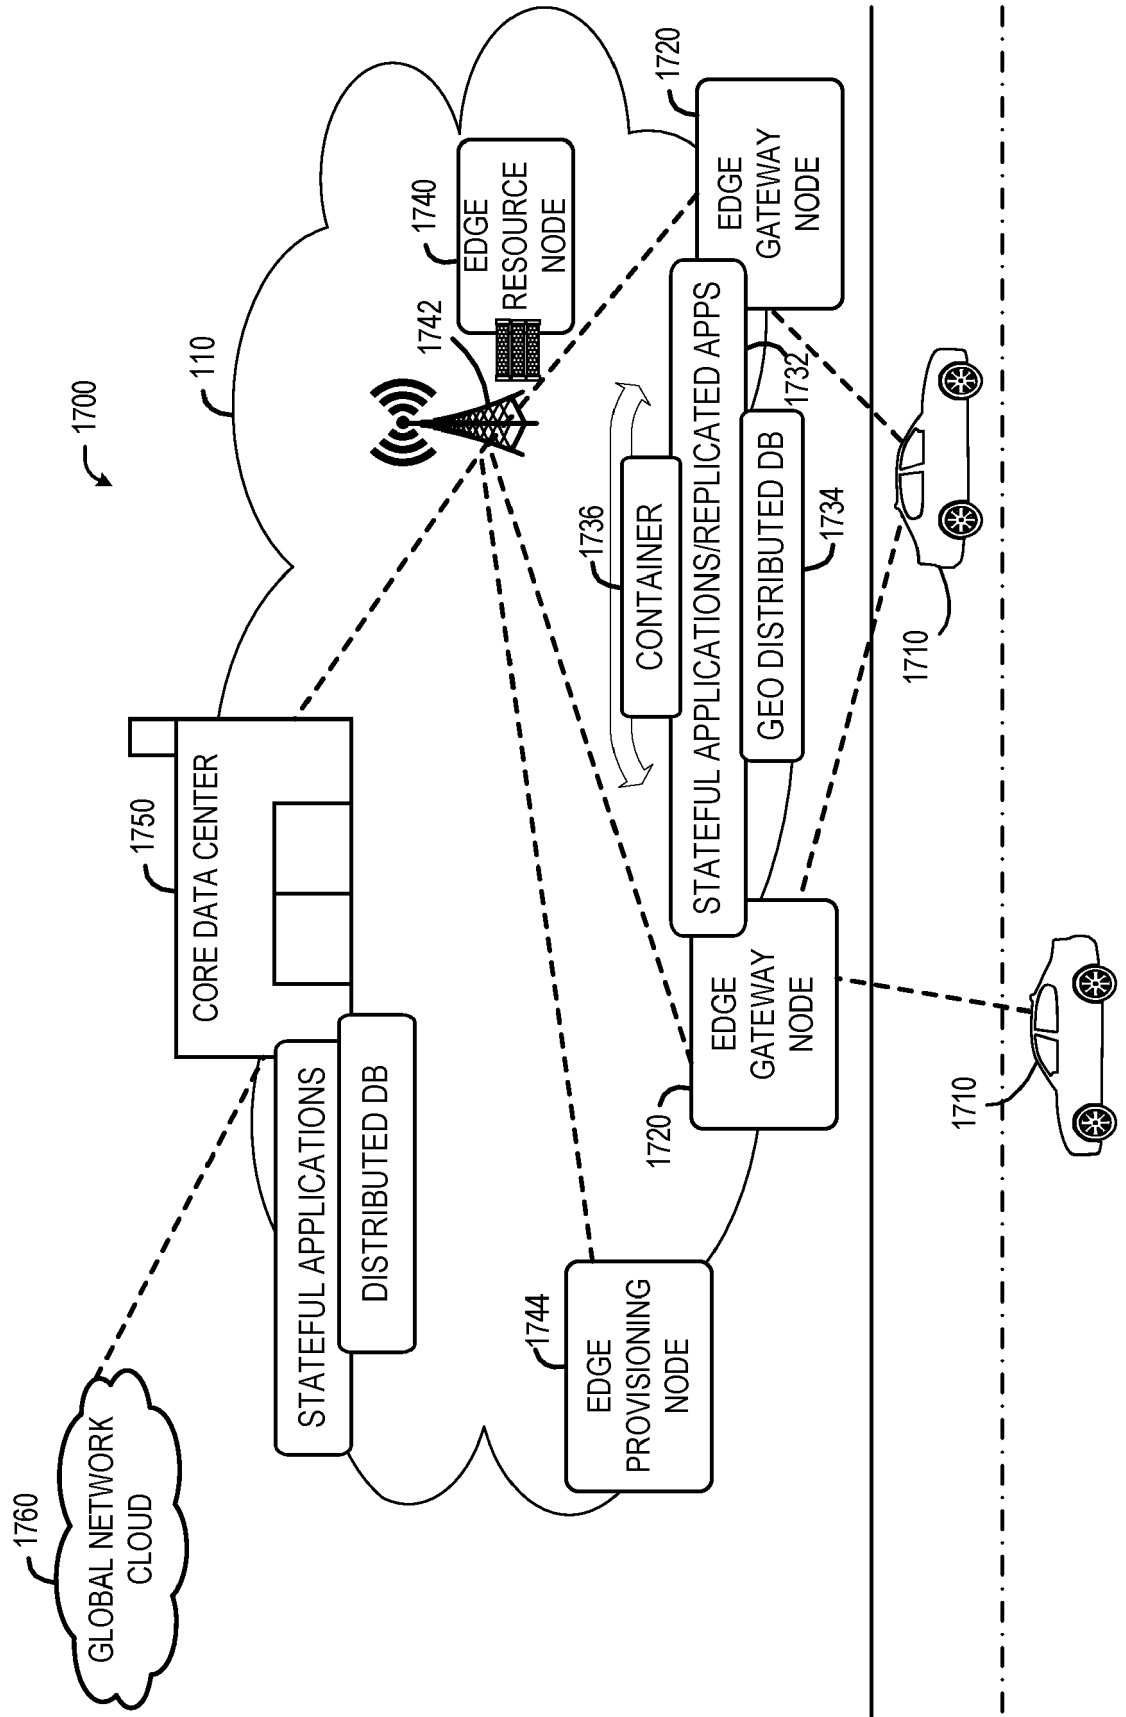 1700
1760
GLOBAL NETWORK
CLOUD
1750
CORE DATA CENTER
STATEFUL APPLICATIONS
DISTRIBUTED DB
110
1742
1740
EDGE
RESOURCE
NODE
1744
EDGE
PROVISIONING
NODE
1736
CONTAINER
STATEFUL APPLICATIONS/REPLICATED APPS
1732
GEO DISTRIBUTED DB
1734
1720
EDGE
GATEWAY
NODE
1720
EDGE
GATEWAY
NODE
1710
1710